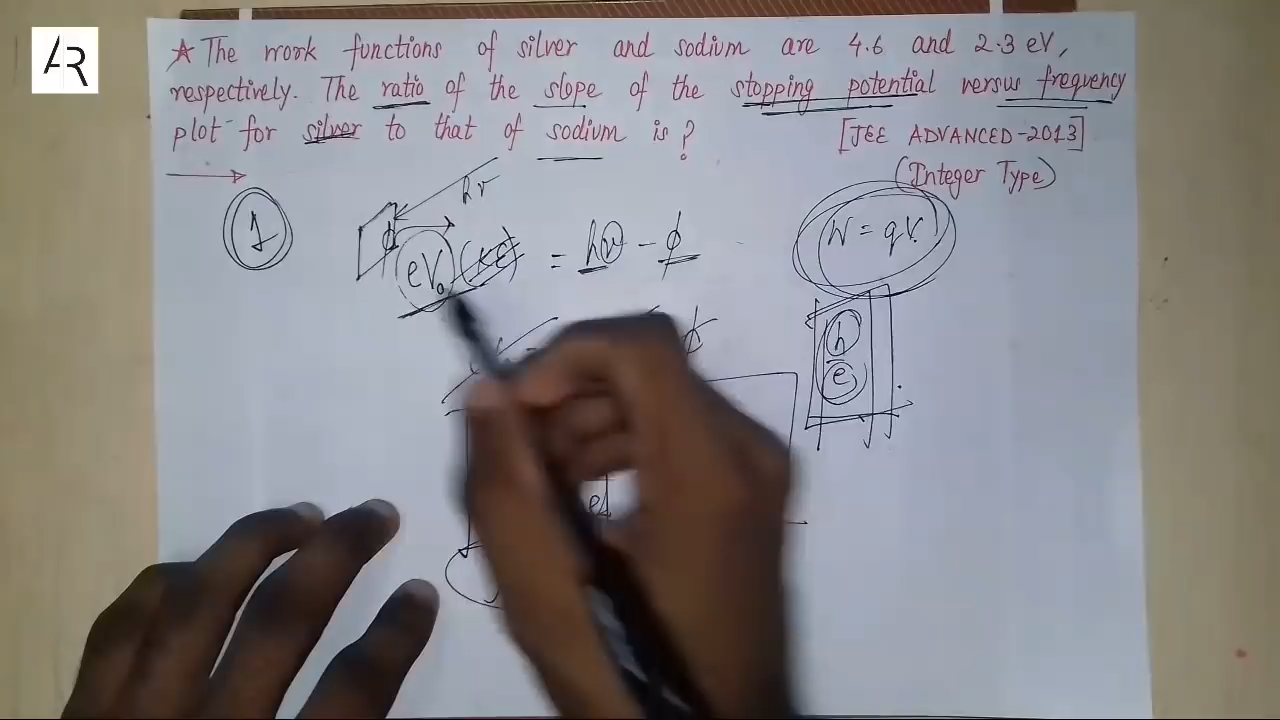 AR
★ The work functions of silver and sodium are 4.6 and 2.3 eV,
respectively. The ratio of the slope of the stopping potential versus frequency
plot for silver to that of sodium is?
[JEE ADVANCED-2013]
(Integer Type)
1
hν
ϕ
eV₀ (KE) = hν - ϕ
W = qV
h
e
ϕ
e